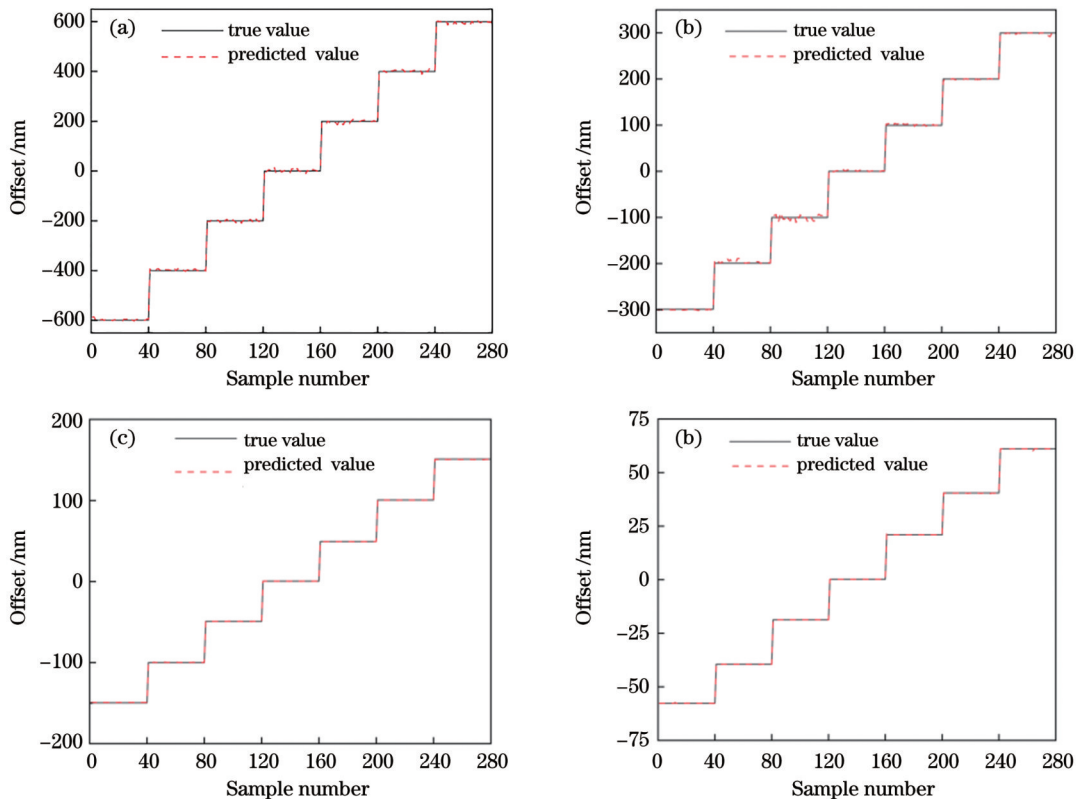 (a)
true value
predicted value
600
400
200
0
−200
−400
−600
Offset /nm
0 40 80 120 160 200 240 280
Sample number
(b)
true value
predicted value
300
200
100
0
−100
−200
−300
Offset /nm
0 40 80 120 160 200 240 280
Sample number
(c)
true value
predicted value
200
100
0
−100
−200
Offset /nm
0 40 80 120 160 200 240 280
Sample number
(b)
true value
predicted value
75
50
25
0
−25
−50
−75
Offset /nm
0 40 80 120 160 200 240 280
Sample number